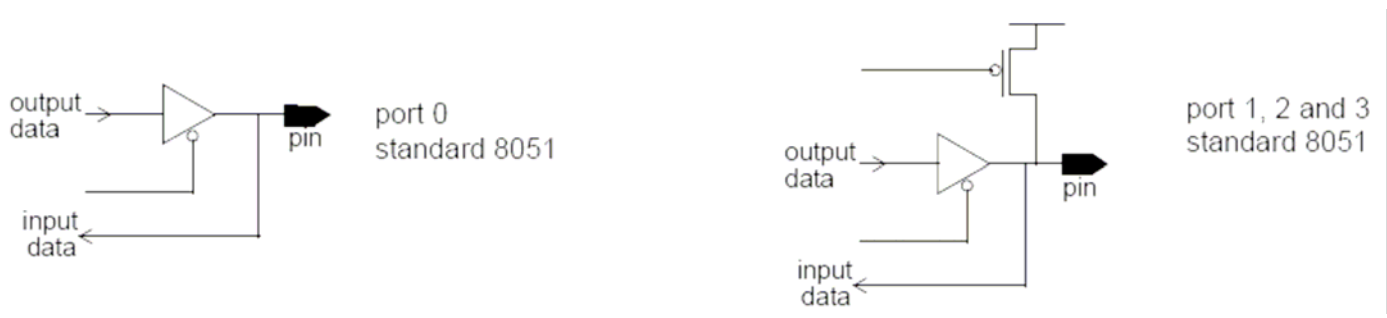 output
data
pin
input
data
port 0
standard 8051
output
data
pin
input
data
port 1, 2 and 3
standard 8051